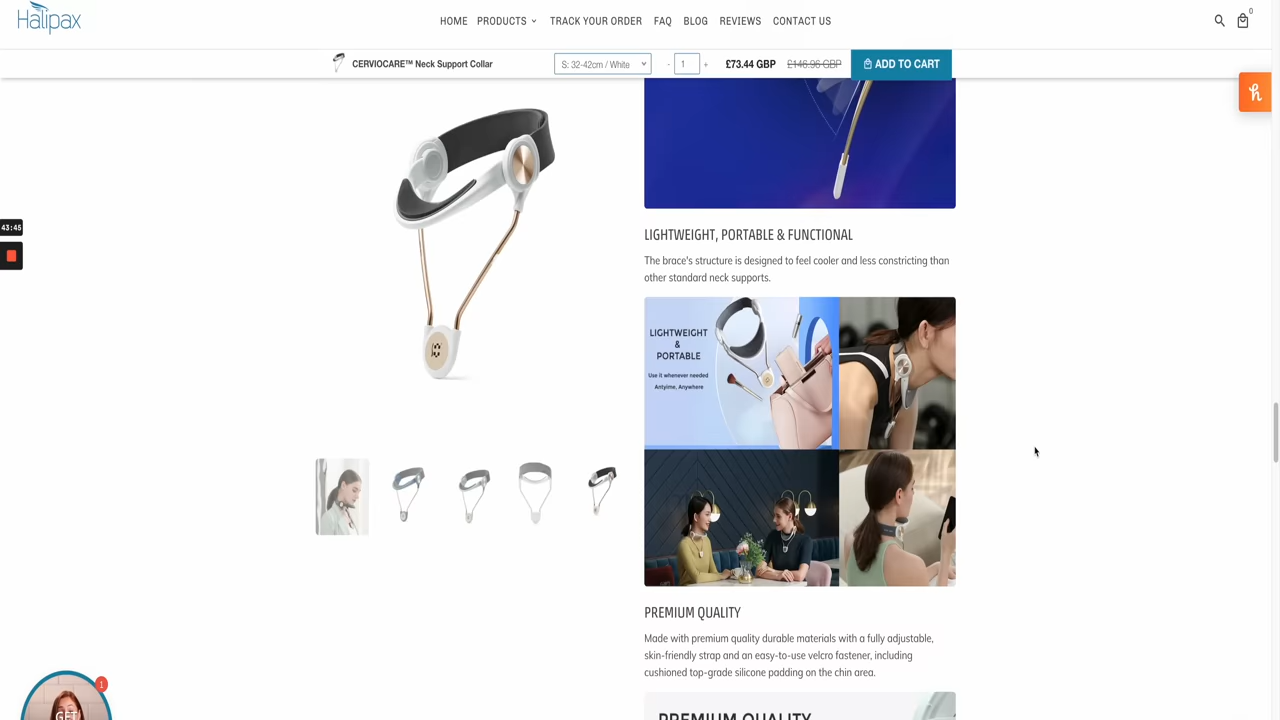 Halipax
HOME PRODUCTS TRACK YOUR ORDER FAQ BLOG REVIEWS CONTACT US
0
CERVIOCARE™ Neck Support Collar
S: 32-42cm / White
- 1 +
£73.44 GBP £146.96 GBP
ADD TO CART
h
43:45
LIGHTWEIGHT, PORTABLE & FUNCTIONAL
The brace's structure is designed to feel cooler and less constricting than
other standard neck supports.
LIGHTWEIGHT
&
PORTABLE
Use it whenever needed
Antyime, Anywhere
PREMIUM QUALITY
Made with premium quality durable materials with a fully adjustable,
skin-friendly strap and an easy-to-use velcro fastener, including
cushioned top-grade silicone padding on the chin area.
PREMIUM QUALITY
1
GET